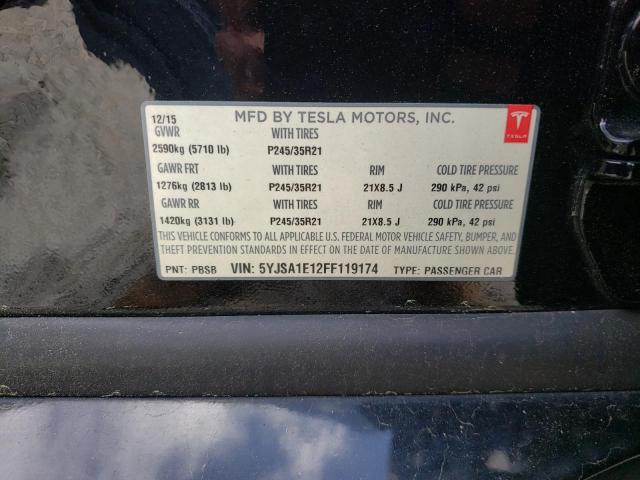 12/15 MFD BY TESLA MOTORS, INC.
GVWR WITH TIRES
2590kg (5710 lb) P245/35R21
GAWR FRT WITH TIRES RIM COLD TIRE PRESSURE
1276kg (2813 lb) P245/35R21 21X8.5 J 290 kPa, 42 psi
GAWR RR WITH TIRES RIM COLD TIRE PRESSURE
1420kg (3131 lb) P245/35R21 21X8.5 J 290 kPa, 42 psi
THIS VEHICLE CONFORMS TO ALL APPLICABLE U.S. FEDERAL MOTOR VEHICLE SAFETY, BUMPER, AND
THEFT PREVENTION STANDARDS IN EFFECT ON THE DATE OF MANUFACTURE SHOWN ABOVE.
PNT: PBSB VIN: 5YJSA1E12FF119174 TYPE: PASSENGER CAR
TESLA